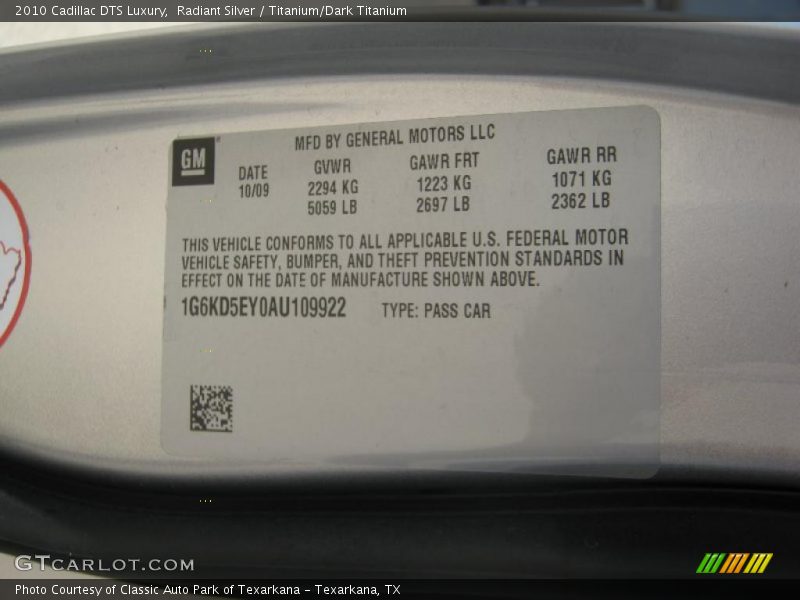 2010 Cadillac DTS Luxury, Radiant Silver / Titanium/Dark Titanium
GM
MFD BY GENERAL MOTORS LLC
DATE GVWR GAWR FRT GAWR RR
10/09 2294 KG 1223 KG 1071 KG
5059 LB 2697 LB 2362 LB
THIS VEHICLE CONFORMS TO ALL APPLICABLE U.S. FEDERAL MOTOR
VEHICLE SAFETY, BUMPER, AND THEFT PREVENTION STANDARDS IN
EFFECT ON THE DATE OF MANUFACTURE SHOWN ABOVE.
1G6KD5EY0AU109922 TYPE: PASS CAR
GTCARLOT.COM
Photo Courtesy of Classic Auto Park of Texarkana - Texarkana, TX